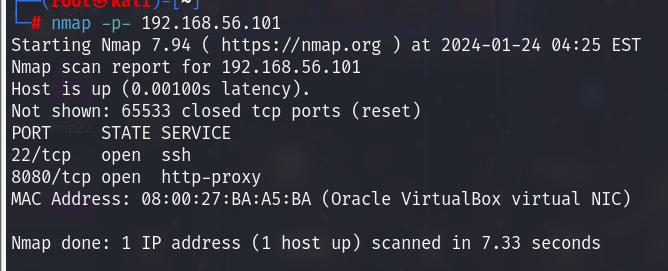 (root㉿kali)-[~]
# nmap -p- 192.168.56.101
Starting Nmap 7.94 ( https://nmap.org ) at 2024-01-24 04:25 EST
Nmap scan report for 192.168.56.101
Host is up (0.00100s latency).
Not shown: 65533 closed tcp ports (reset)
PORT     STATE SERVICE
22/tcp   open  ssh
8080/tcp open  http-proxy
MAC Address: 08:00:27:BA:A5:BA (Oracle VirtualBox virtual NIC)
Nmap done: 1 IP address (1 host up) scanned in 7.33 seconds